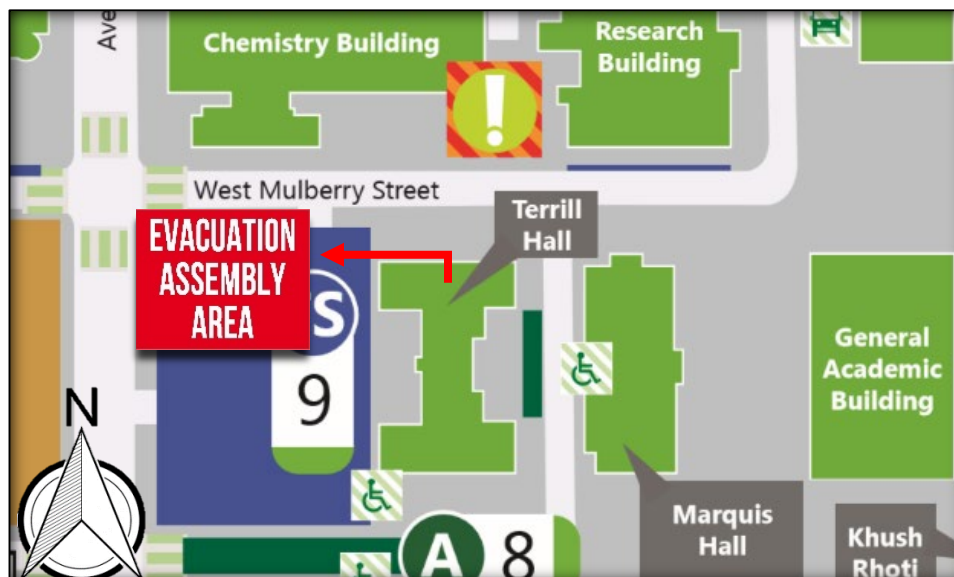 Ave
Chemistry Building
Research
Building
!
West Mulberry Street
Terrill
Hall
EVACUATION
ASSEMBLY
AREA
S
9
General
Academic
Building
N
Marquis
Hall
A 8
Khush
Rhoti